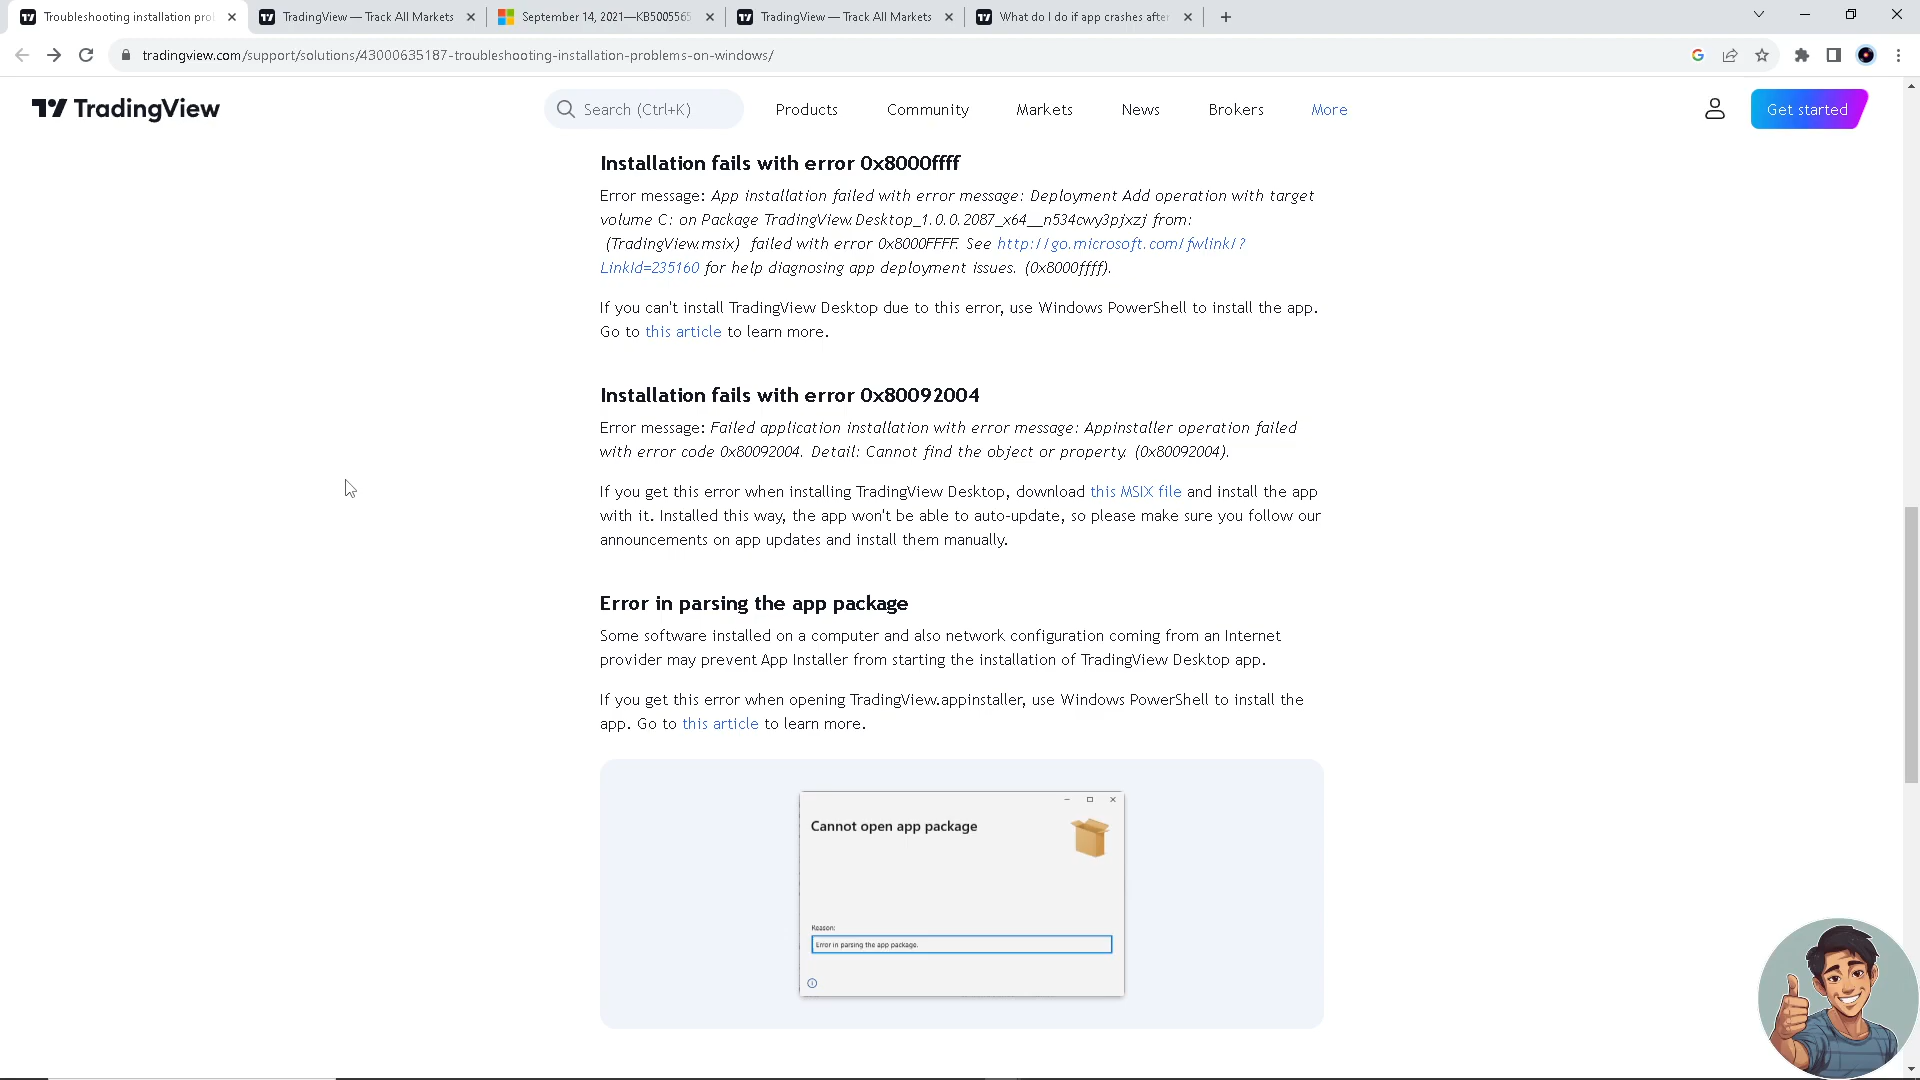 Troubleshooting installation pro
TradingView — Track All Markets
September 14, 2021—KB5005565
TradingView — Track All Markets
What do I do if app crashes after
tradingview.com/support/solutions/43000635187-troubleshooting-installation-problems-on-windows/
TradingView
Search (Ctrl+K)
Products
Community
Markets
News
Brokers
More
Get started
Installation fails with error 0x8000ffff
Error message: App installation failed with error message: Deployment Add operation with target
volume C: on Package TradingView.Desktop_1.0.0.2087_x64__n534cwy3pjxzj from:
(TradingView.msix) failed with error 0x8000FFFF. See http://go.microsoft.com/fwlink/?
LinkId=235160 for help diagnosing app deployment issues. (0x8000ffff).
If you can't install TradingView Desktop due to this error, use Windows PowerShell to install the app.
Go to this article to learn more.
Installation fails with error 0x80092004
Error message: Failed application installation with error message: Appinstaller operation failed
with error code 0x80092004. Detail: Cannot find the object or property. (0x80092004).
If you get this error when installing TradingView Desktop, download this MSIX file and install the app
with it. Installed this way, the app won't be able to auto-update, so please make sure you follow our
announcements on app updates and install them manually.
Error in parsing the app package
Some software installed on a computer and also network configuration coming from an Internet
provider may prevent App Installer from starting the installation of TradingView Desktop app.
If you get this error when opening TradingView.appinstaller, use Windows PowerShell to install the
app. Go to this article to learn more.
Cannot open app package
Reason:
Error in parsing the app package.